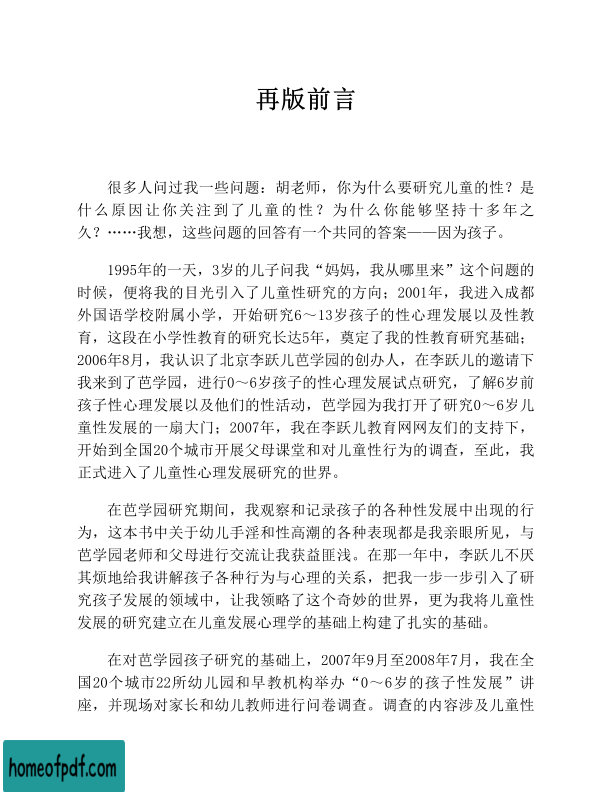 再版前言
很多人问过我一些问题：胡老师，你为什么要研究儿童的性？是
什么原因让你关注到了儿童的性？为什么你能够坚持十多年之
久？……我想，这些问题的回答有一个共同的答案——因为孩子。
1995年的一天，3岁的儿子问我“妈妈，我从哪里来”这个问题的
时候，便将我的目光引入了儿童性研究的方向；2001年，我进入成都
外国语学校附属小学，开始研究6～13岁孩子的性心理发展以及性教
育，这段在小学性教育的研究长达5年，奠定了我的性教育研究基础；
2006年8月，我认识了北京李跃儿芭学园的创办人，在李跃儿的邀请下
我来到了芭学园，进行0～6岁孩子的性心理发展试点研究，了解6岁前
孩子性心理发展以及他们的性活动，芭学园为我打开了研究0～6岁儿
童性发展的一扇大门；2007年，我在李跃儿教育网网友们的支持下，
开始到全国20个城市开展父母课堂和对儿童性行为的调查，至此，我
正式进入了儿童性心理发展研究的世界。
在芭学园研究期间，我观察和记录孩子的各种性发展中出现的行
为，这本书中关于幼儿手淫和性高潮的各种表现都是我亲眼所见，与
芭学园老师和父母进行交流让我获益匪浅。在那一年中，李跃儿不厌
其烦地给我讲解孩子各种行为与心理的关系，把我一步一步引入了研
究孩子发展的领域中，让我领略了这个奇妙的世界，更为我将儿童性
发展的研究建立在儿童发展心理学的基础上构建了扎实的基础。
在对芭学园孩子研究的基础上，2007年9月至2008年7月，我在全
国20个城市22所幼儿园和早教机构举办“0～6岁的孩子性发展”讲
座，并现场对家长和幼儿教师进行问卷调查。调查的内容涉及儿童性
homeofpdf.com